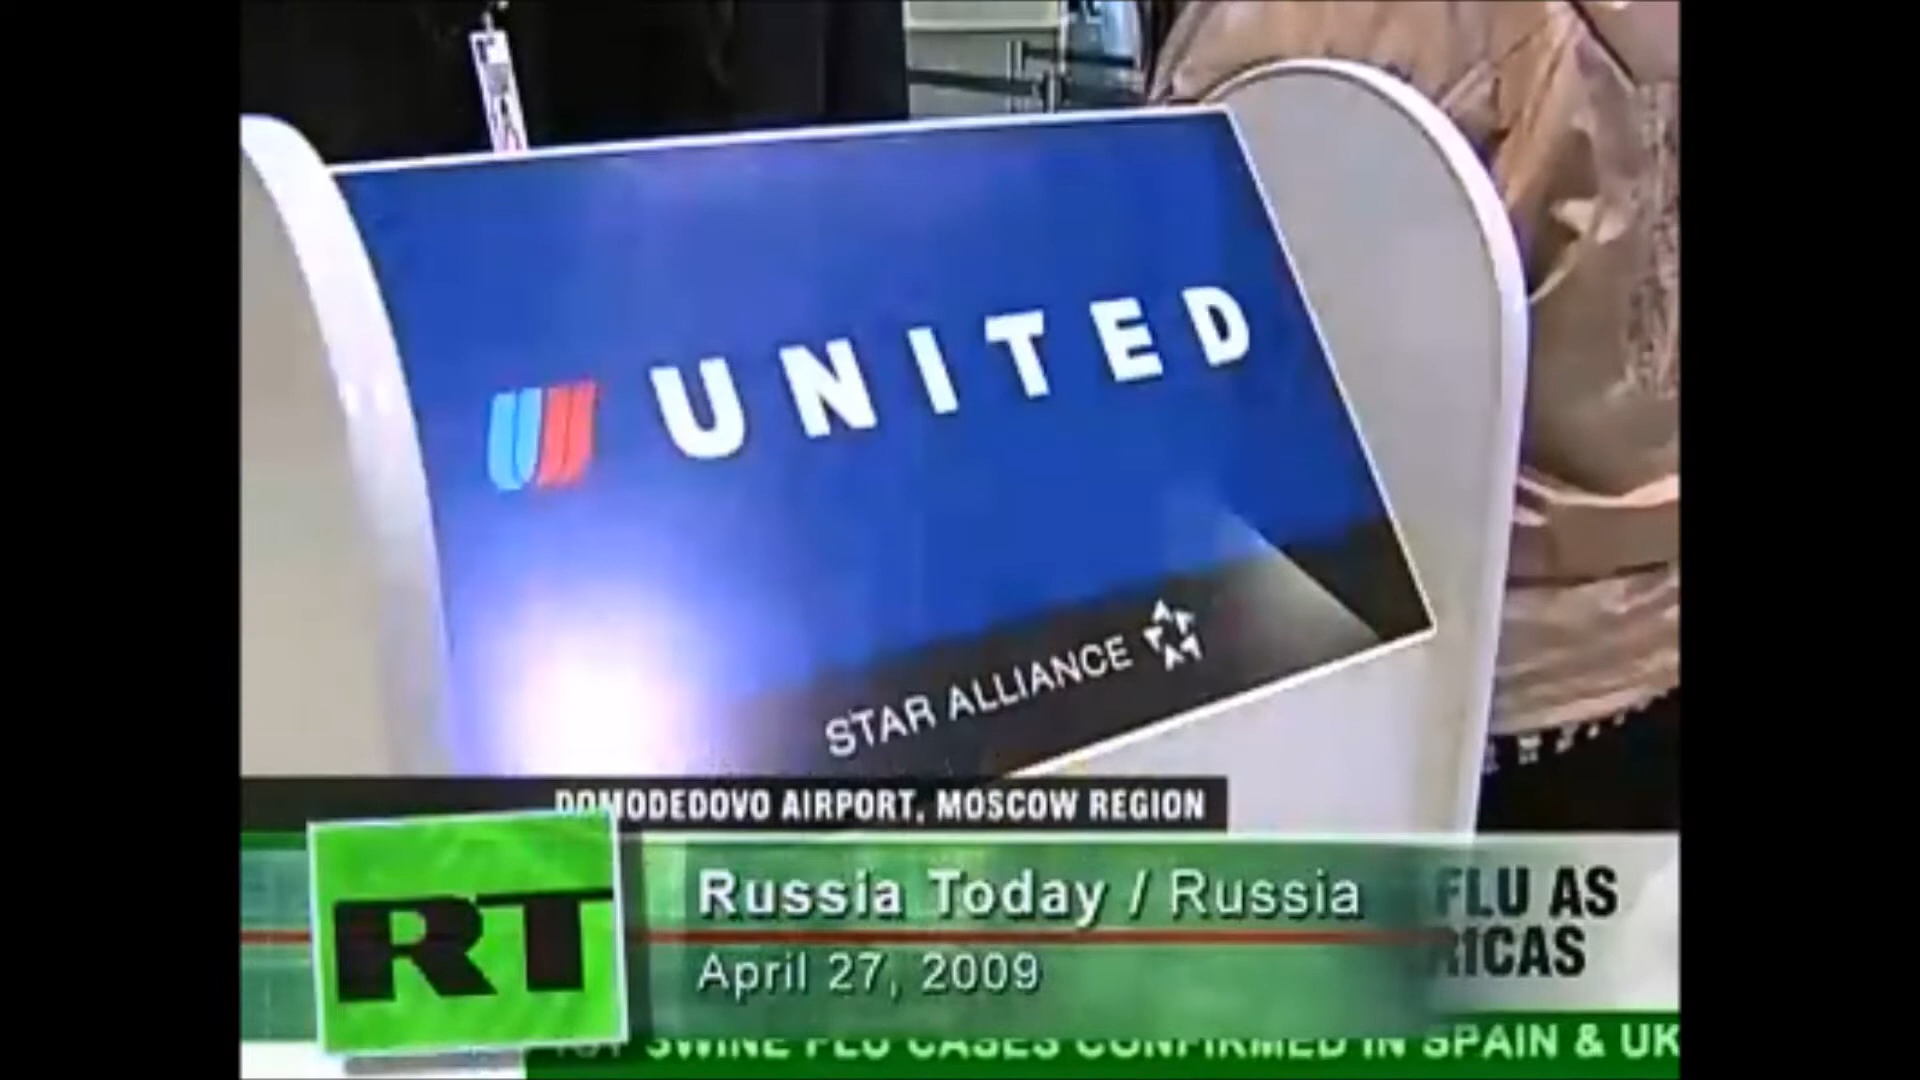 UNITED
STAR ALLIANCE
DOMODEDOVO AIRPORT, MOSCOW REGION
RT
Russia Today / Russia
FLU AS
April 27, 2009
SWINE FLU CASES CONFIRMED IN SPAIN & UK